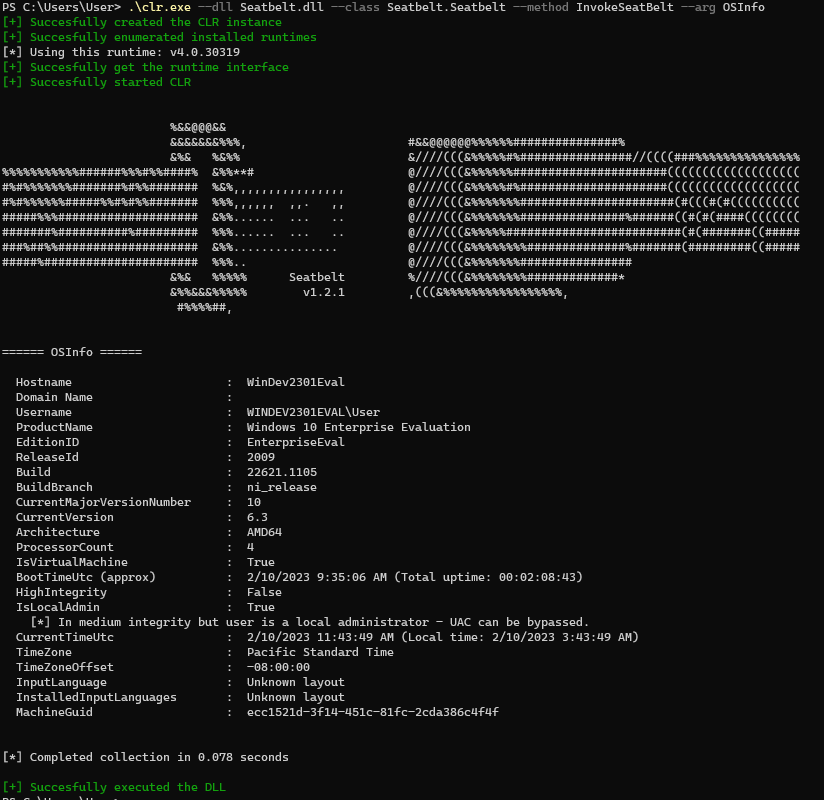 PS C:\Users\User> .\clr.exe --dll Seatbelt.dll --class Seatbelt.Seatbelt --method InvokeSeatBelt --arg OSInfo
[+] Succesfully created the CLR instance
[+] Succesfully enumerated installed runtimes
[*] Using this runtime: v4.0.30319
[+] Succesfully get the runtime interface
[+] Succesfully started CLR
Seatbelt
v1.2.1
====== OSInfo ======
Hostname : WinDev2301Eval
Domain Name :
Username : WINDEV2301EVAL\User
ProductName : Windows 10 Enterprise Evaluation
EditionID : EnterpriseEval
ReleaseId : 2009
Build : 22621.1105
BuildBranch : ni_release
CurrentMajorVersionNumber : 10
CurrentVersion : 6.3
Architecture : AMD64
ProcessorCount : 4
IsVirtualMachine : True
BootTimeUtc (approx) : 2/10/2023 9:35:06 AM (Total uptime: 00:02:08:43)
HighIntegrity : False
IsLocalAdmin : True
[*] In medium integrity but user is a local administrator - UAC can be bypassed.
CurrentTimeUtc : 2/10/2023 11:43:49 AM (Local time: 2/10/2023 3:43:49 AM)
TimeZone : Pacific Standard Time
TimeZoneOffset : -08:00:00
InputLanguage : Unknown layout
InstalledInputLanguages : Unknown layout
MachineGuid : ecc1521d-3f14-451c-81fc-2cda386c4f4f
[*] Completed collection in 0.078 seconds
[+] Succesfully executed the DLL